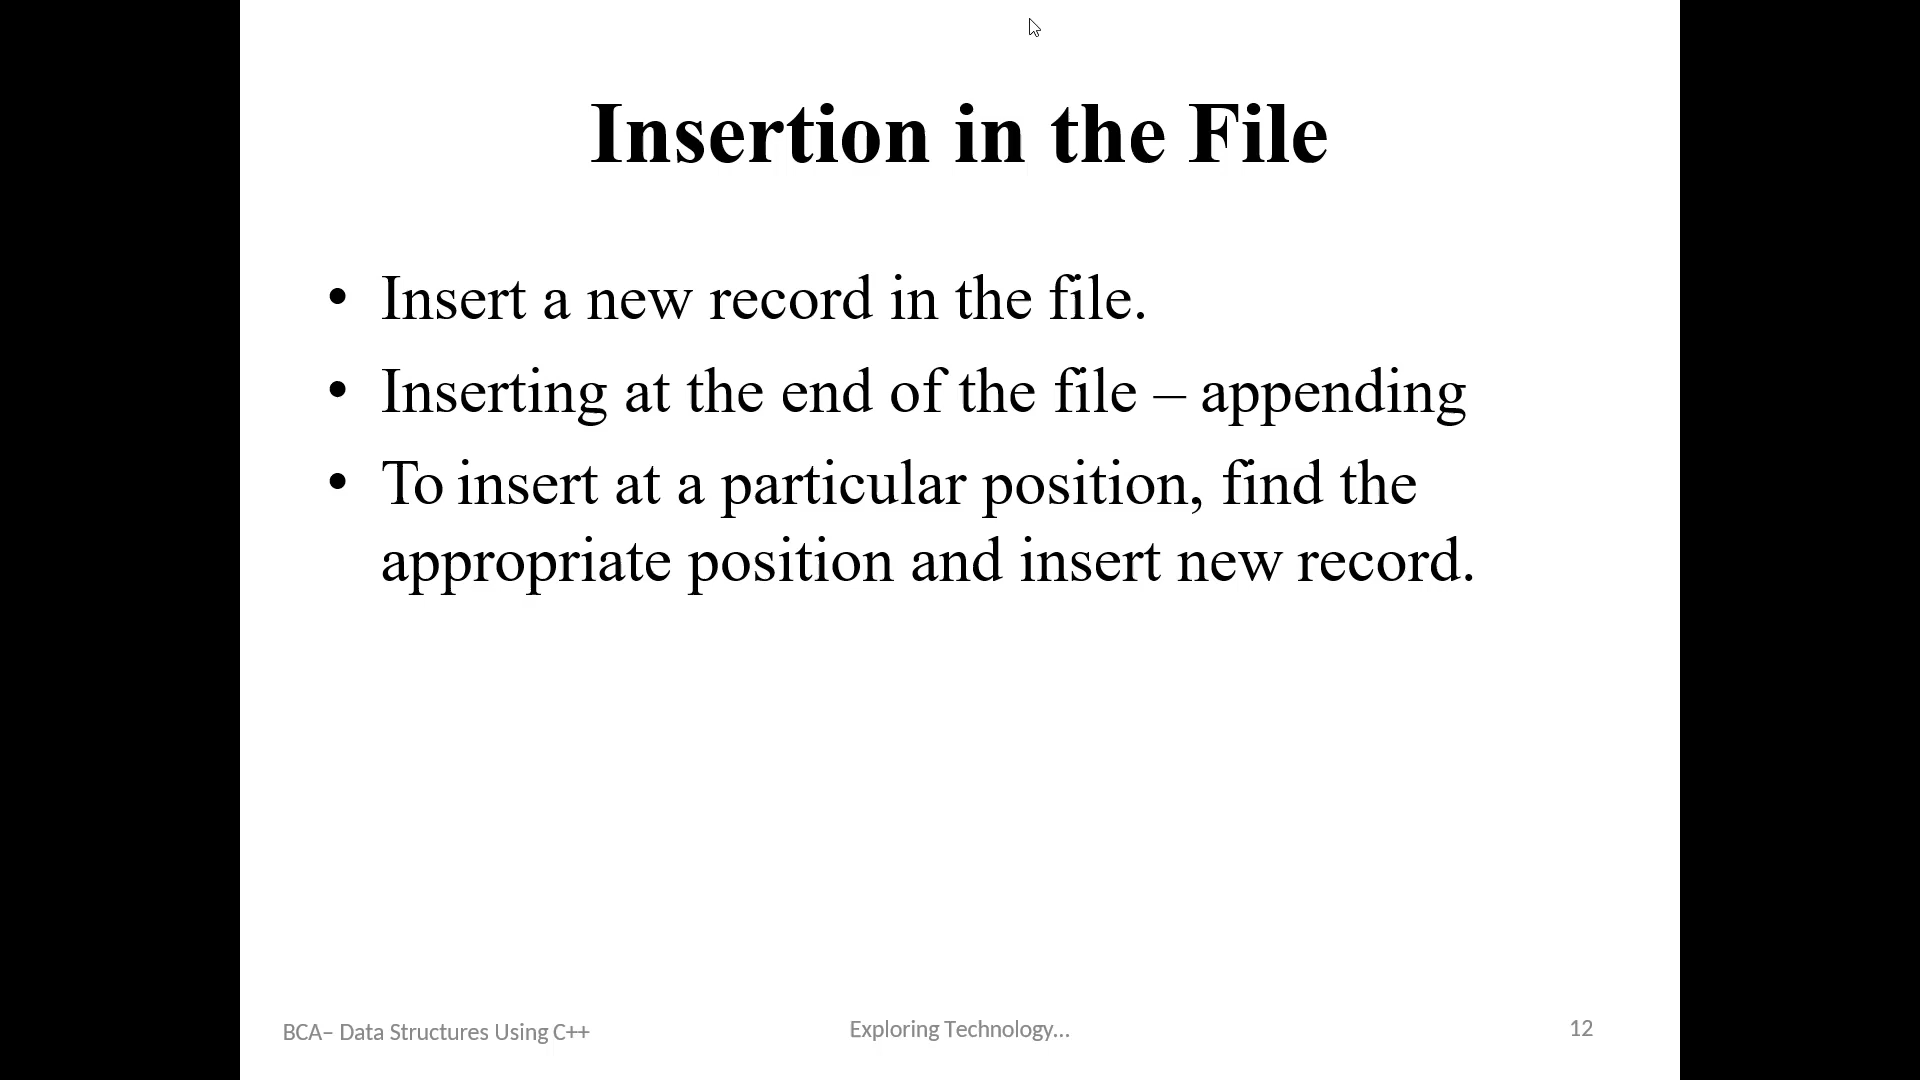 Insertion in the File
• Insert a new record in the file.
• Inserting at the end of the file – appending
• To insert at a particular position, find the
appropriate position and insert new record.
BCA– Data Structures Using C++
Exploring Technology...
12